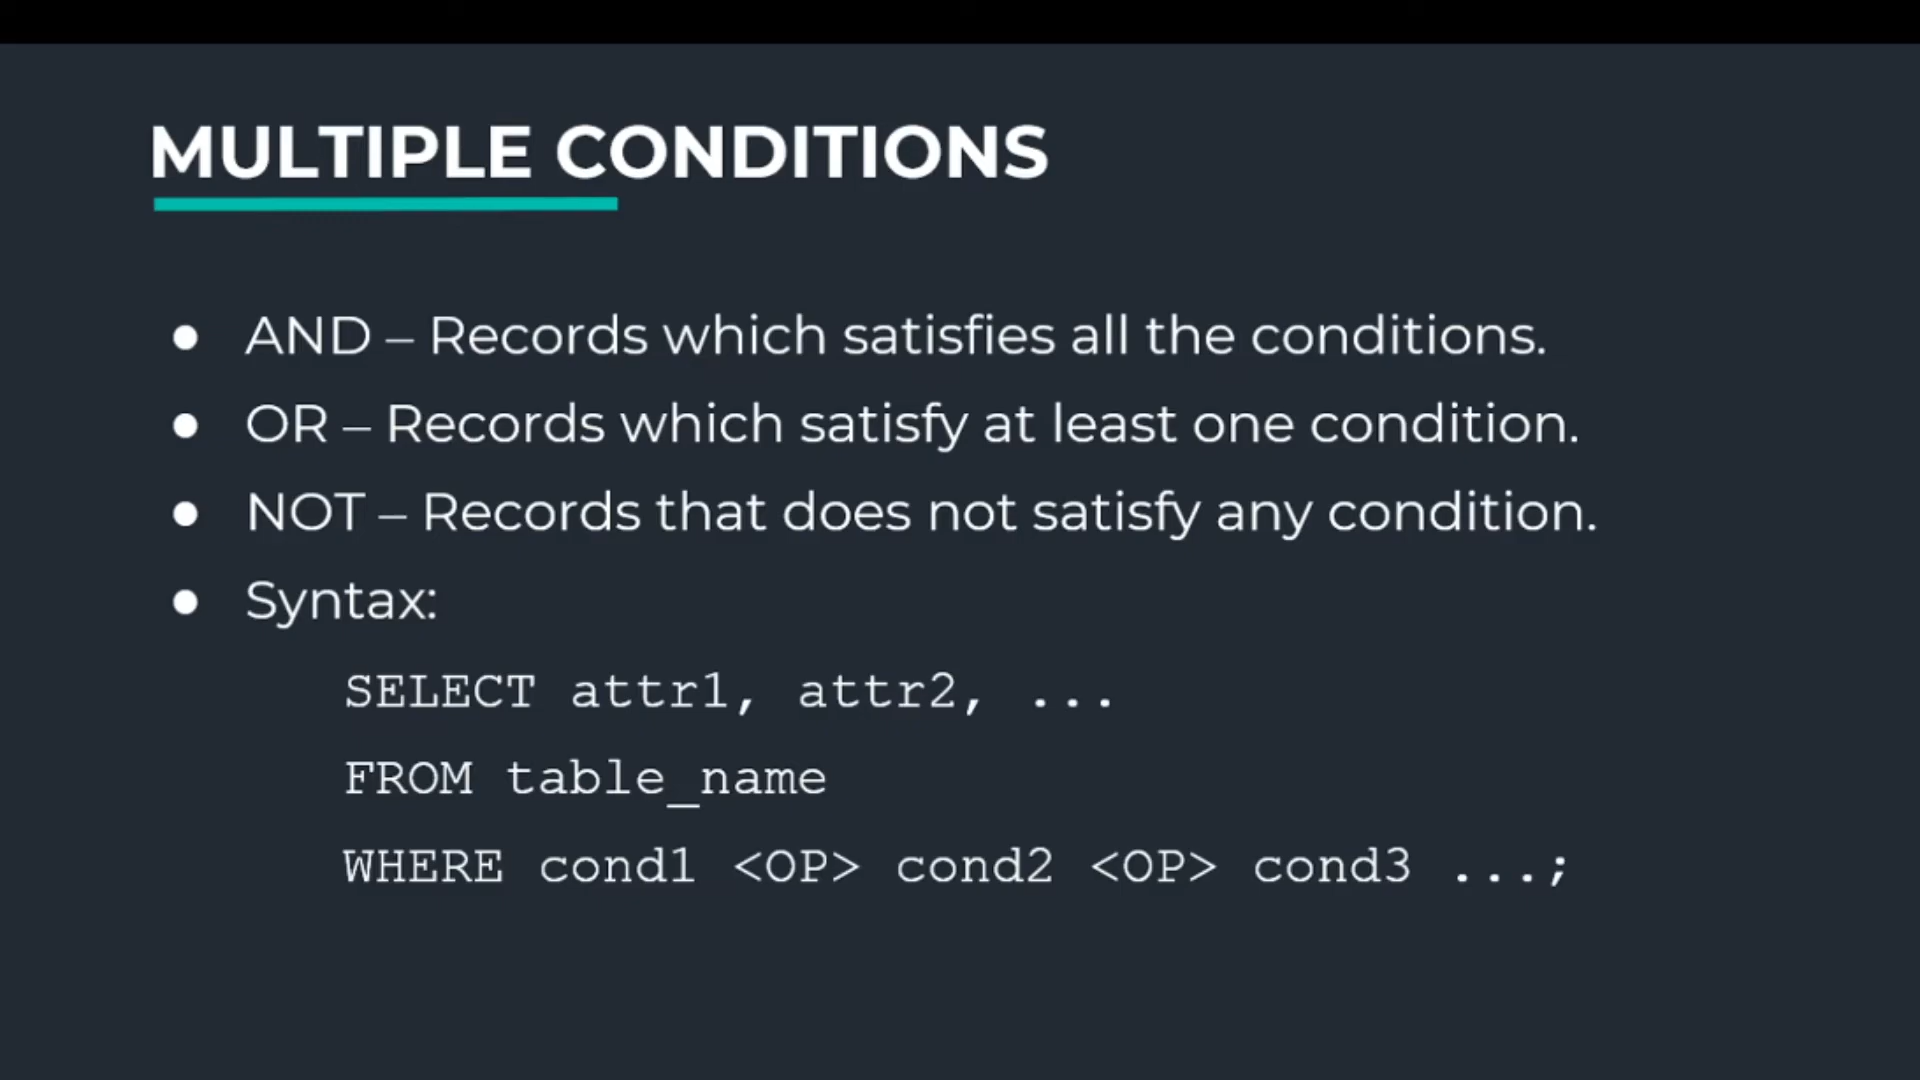 MULTIPLE CONDITIONS
● AND – Records which satisfies all the conditions.
● OR – Records which satisfy at least one condition.
● NOT – Records that does not satisfy any condition.
● Syntax:
SELECT attr1, attr2, ...
FROM table_name
WHERE cond1 <OP> cond2 <OP> cond3 ...;